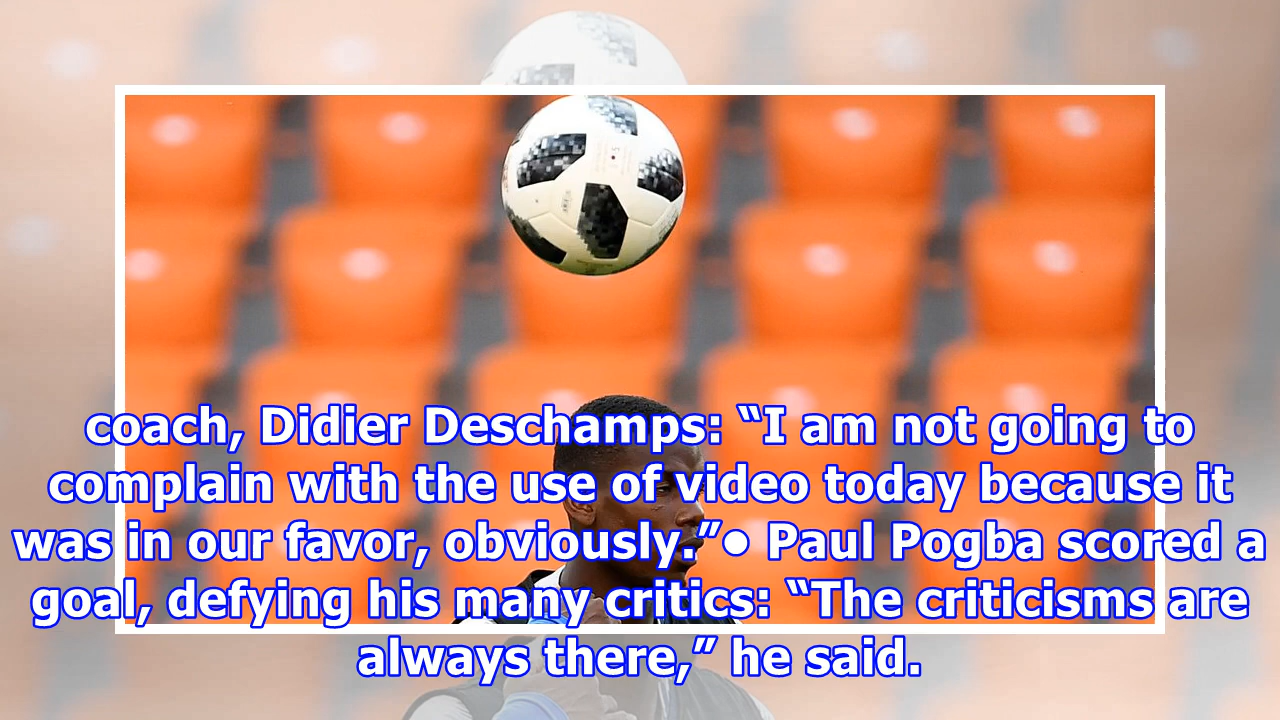 coach, Didier Deschamps: “I am not going to
complain with the use of video today because it
was in our favor, obviously.”● Paul Pogba scored a
goal, defying his many critics: “The criticisms are
always there,” he said.